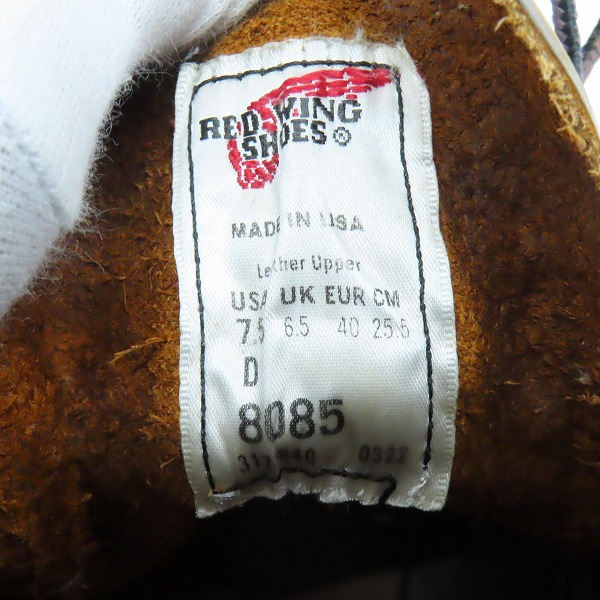 RED WING
SHOES®
MADE IN USA
Leather Upper
USA UK EUR CM
7.5 6.5 40 25.5
D
8085
0322